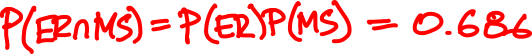 P(ER∩MS) = P(ER)P(MS) = 0.686